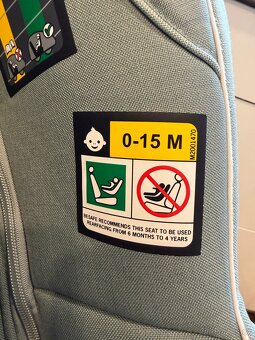 0-15 M
M2001470
BESAFE RECOMMENDS THIS SEAT TO BE USED
REARFACING FROM 6 MONTHS TO 4 YEARS